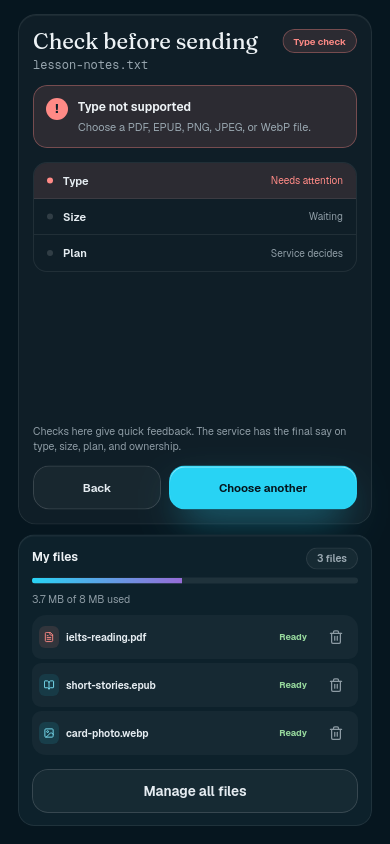 Check before sending
Type check
lesson-notes.txt
!
Type not supported
Choose a PDF, EPUB, PNG, JPEG, or WebP file.
Type
Needs attention
Size
Waiting
Plan
Service decides
Checks here give quick feedback. The service has the final say on
type, size, plan, and ownership.
Back
Choose another
My files
3 files
3.7 MB of 8 MB used
ielts-reading.pdf
Ready
short-stories.epub
Ready
card-photo.webp
Ready
Manage all files